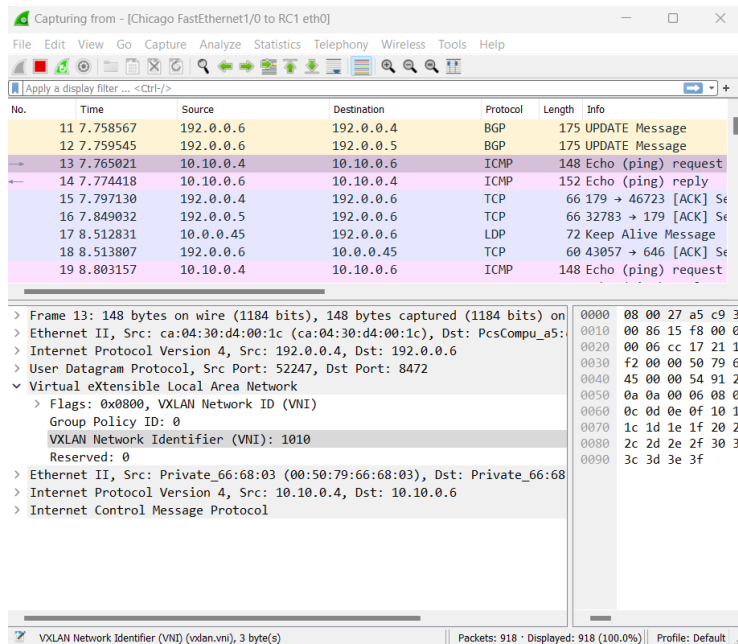 Capturing from - [Chicago FastEthernet1/0 to RC1 eth0]
File Edit View Go Capture Analyze Statistics Telephony Wireless Tools Help
Apply a display filter ... <Ctrl-/>
No. Time Source Destination Protocol Length Info
11 7.758567 192.0.0.6 192.0.0.4 BGP 175 UPDATE Message
12 7.759545 192.0.0.6 192.0.0.5 BGP 175 UPDATE Message
13 7.765021 10.10.0.4 10.10.0.6 ICMP 148 Echo (ping) request
14 7.774418 10.10.0.6 10.10.0.4 ICMP 152 Echo (ping) reply
15 7.797130 192.0.0.4 192.0.0.6 TCP 66 179 → 46723 [ACK] Se
16 7.849032 192.0.0.5 192.0.0.6 TCP 66 32783 → 179 [ACK] Se
17 8.512831 10.0.0.45 192.0.0.6 LDP 72 Keep Alive Message
18 8.513807 192.0.0.6 10.0.0.45 TCP 60 43057 → 646 [ACK] Se
19 8.803157 10.10.0.4 10.10.0.6 ICMP 148 Echo (ping) request
Frame 13: 148 bytes on wire (1184 bits), 148 bytes captured (1184 bits) on
Ethernet II, Src: ca:04:30:d4:00:1c (ca:04:30:d4:00:1c), Dst: PcsCompu_a5:
Internet Protocol Version 4, Src: 192.0.0.4, Dst: 192.0.0.6
User Datagram Protocol, Src Port: 52247, Dst Port: 8472
Virtual eXtensible Local Area Network
Flags: 0x0800, VXLAN Network ID (VNI)
Group Policy ID: 0
VXLAN Network Identifier (VNI): 1010
Reserved: 0
Ethernet II, Src: Private_66:68:03 (00:50:79:66:68:03), Dst: Private_66:68
Internet Protocol Version 4, Src: 10.10.0.4, Dst: 10.10.0.6
Internet Control Message Protocol
0000 08 00 27 a5 c9 3
0010 00 86 15 f8 00 0
0020 00 06 cc 17 21 1
0030 f2 00 00 50 79 6
0040 45 00 00 54 91 2
0050 0a 0a 00 06 08 0
0060 0c 0d 0e 0f 10 1
0070 1c 1d 1e 1f 20 2
0080 2c 2d 2e 2f 30 3
0090 3c 3d 3e 3f
VXLAN Network Identifier (VNI) (vxlan.vni), 3 byte(s) Packets: 918 · Displayed: 918 (100.0%) Profile: Default